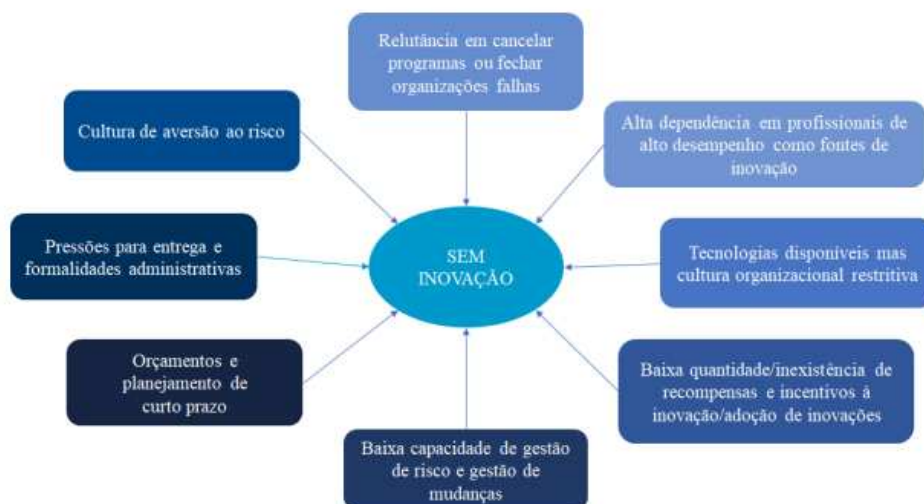 Relutância em cancelar
programas ou fechar
organizações falhas
Cultura de aversão ao risco
Alta dependência em profissionais de
alto desempenho como fontes de
inovação
Pressões para entrega e
formalidades administrativas
SEM
INOVAÇÃO
Tecnologias disponíveis mas
cultura organizacional restritiva
Orçamentos e
planejamento de
curto prazo
Baixa quantidade/inexistência de
recompensas e incentivos à
inovação/adoção de inovações
Baixa capacidade de gestão
de risco e gestão de
mudanças